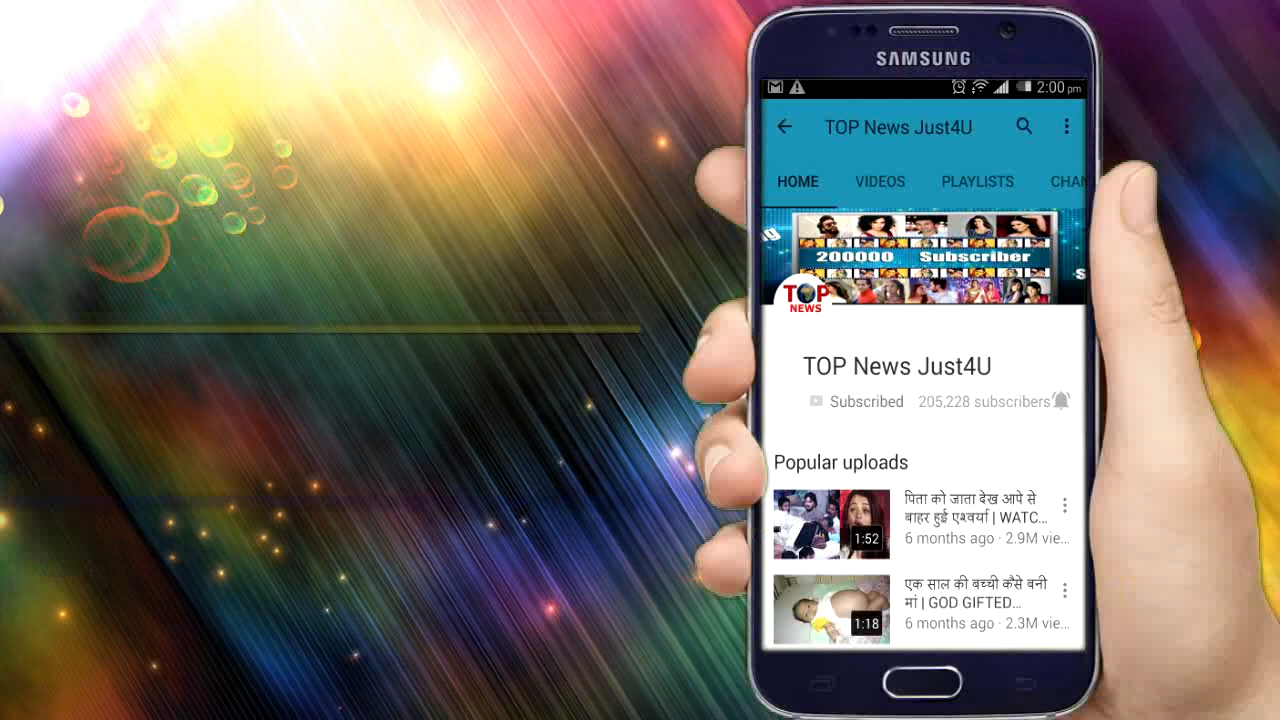 SAMSUNG
2:00 pm
TOP News Just4U
HOME VIDEOS PLAYLISTS CHAN
200000 Subscriber
TOP
NEWS
TOP News Just4U
Subscribed 205,228 subscribers
Popular uploads
पिता को जाता देख आपे से
बाहर हुई एश्वर्या | WATC...
1:52
6 months ago · 2.9M vie...
एक साल की बच्ची कैसे बनी
मां | GOD GIFTED...
1:18
6 months ago · 2.3M vie...